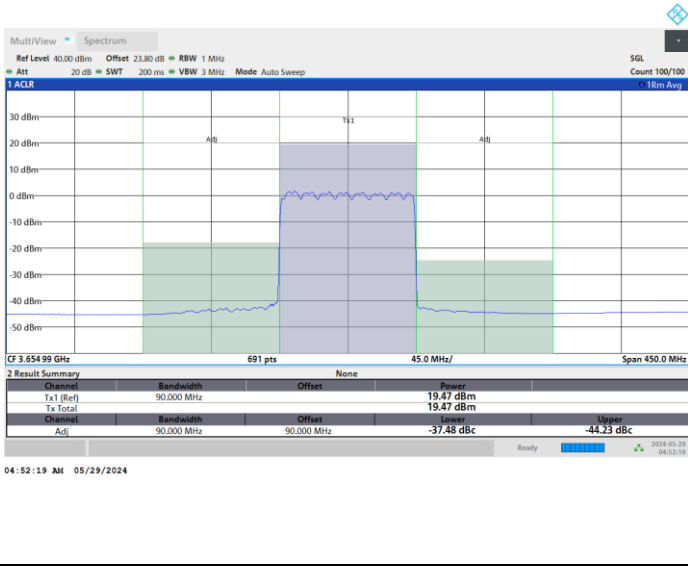 MultiView Spectrum
Ref Level 40.00 dBm Offset 23.80 dB RBW 1 MHz SGL
Att 20 dB SWT 200 ms VBW 3 MHz Mode Auto Sweep Count 100/100
1 ACLR 1Rm Avg
30 dBm
Tx1
20 dBm
Adj Adj
10 dBm
0 dBm
-10 dBm
-20 dBm
-30 dBm
-40 dBm
-50 dBm
CF 3.654 99 GHz 691 pts 45.0 MHz/ Span 450.0 MHz
2 Result Summary None
Channel Bandwidth Offset Power
Tx1 (Ref) 90.000 MHz 19.47 dBm
Tx Total 19.47 dBm
Channel Bandwidth Offset Lower Upper
Adj 90.000 MHz 90.000 MHz -37.48 dBc -44.23 dBc
Ready 2024-05-29
04:52:19
04:52:19 AM 05/29/2024